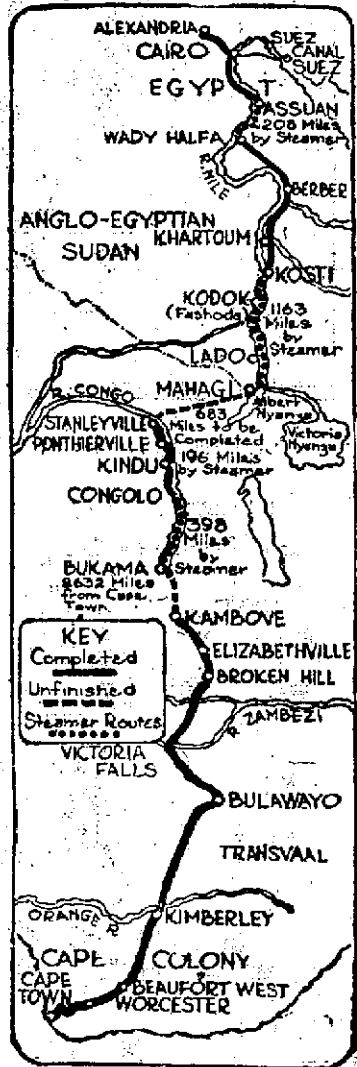 ALEXANDRIA
CAIRO
SUEZ
CANAL
SUEZ
EGYPT
ASSUAN
208 Miles
by Steamer
WADY HALFA
R. NILE
BERBER
ANGLO-EGYPTIAN
SUDAN
KHARTOUM
KOSTI
KODOK
(Fashoda)
1163
Miles
by
Steamer
LADO
MAHAGI
Albert
Nyanza
Victoria
Nyanza
R. CONGO
STANLEYVILLE
683
Miles to be
Completed
PONTHIERVILLE
196 Miles
by Steamer
KINDU
CONGOLO
398
Miles
by
Steamer
BUKAMA
2632 Miles
from Cape
Town
KAMBOVE
KEY
Completed
Unfinished
Steamer Routes
ELIZABETHVILLE
BROKEN HILL
R. ZAMBEZI
VICTORIA
FALLS
BULAWAYO
TRANSVAAL
ORANGE R.
KIMBERLEY
CAPE COLONY
CAPE
TOWN
BEAUFORT WEST
WORCESTER